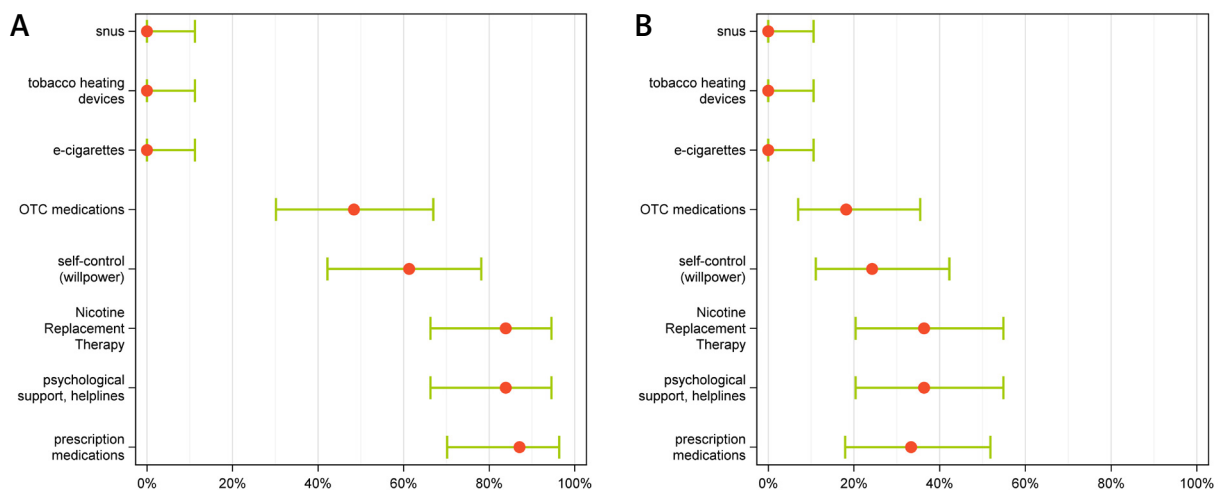 A
snus
tobacco heating
devices
e-cigarettes
OTC medications
self-control
(willpower)
Nicotine
Replacement
Therapy
psychological
support, helplines
prescription
medications
0% 20% 40% 60% 80% 100%
B
snus
tobacco heating
devices
e-cigarettes
OTC medications
self-control
(willpower)
Nicotine
Replacement
Therapy
psychological
support, helplines
prescription
medications
0% 20% 40% 60% 80% 100%